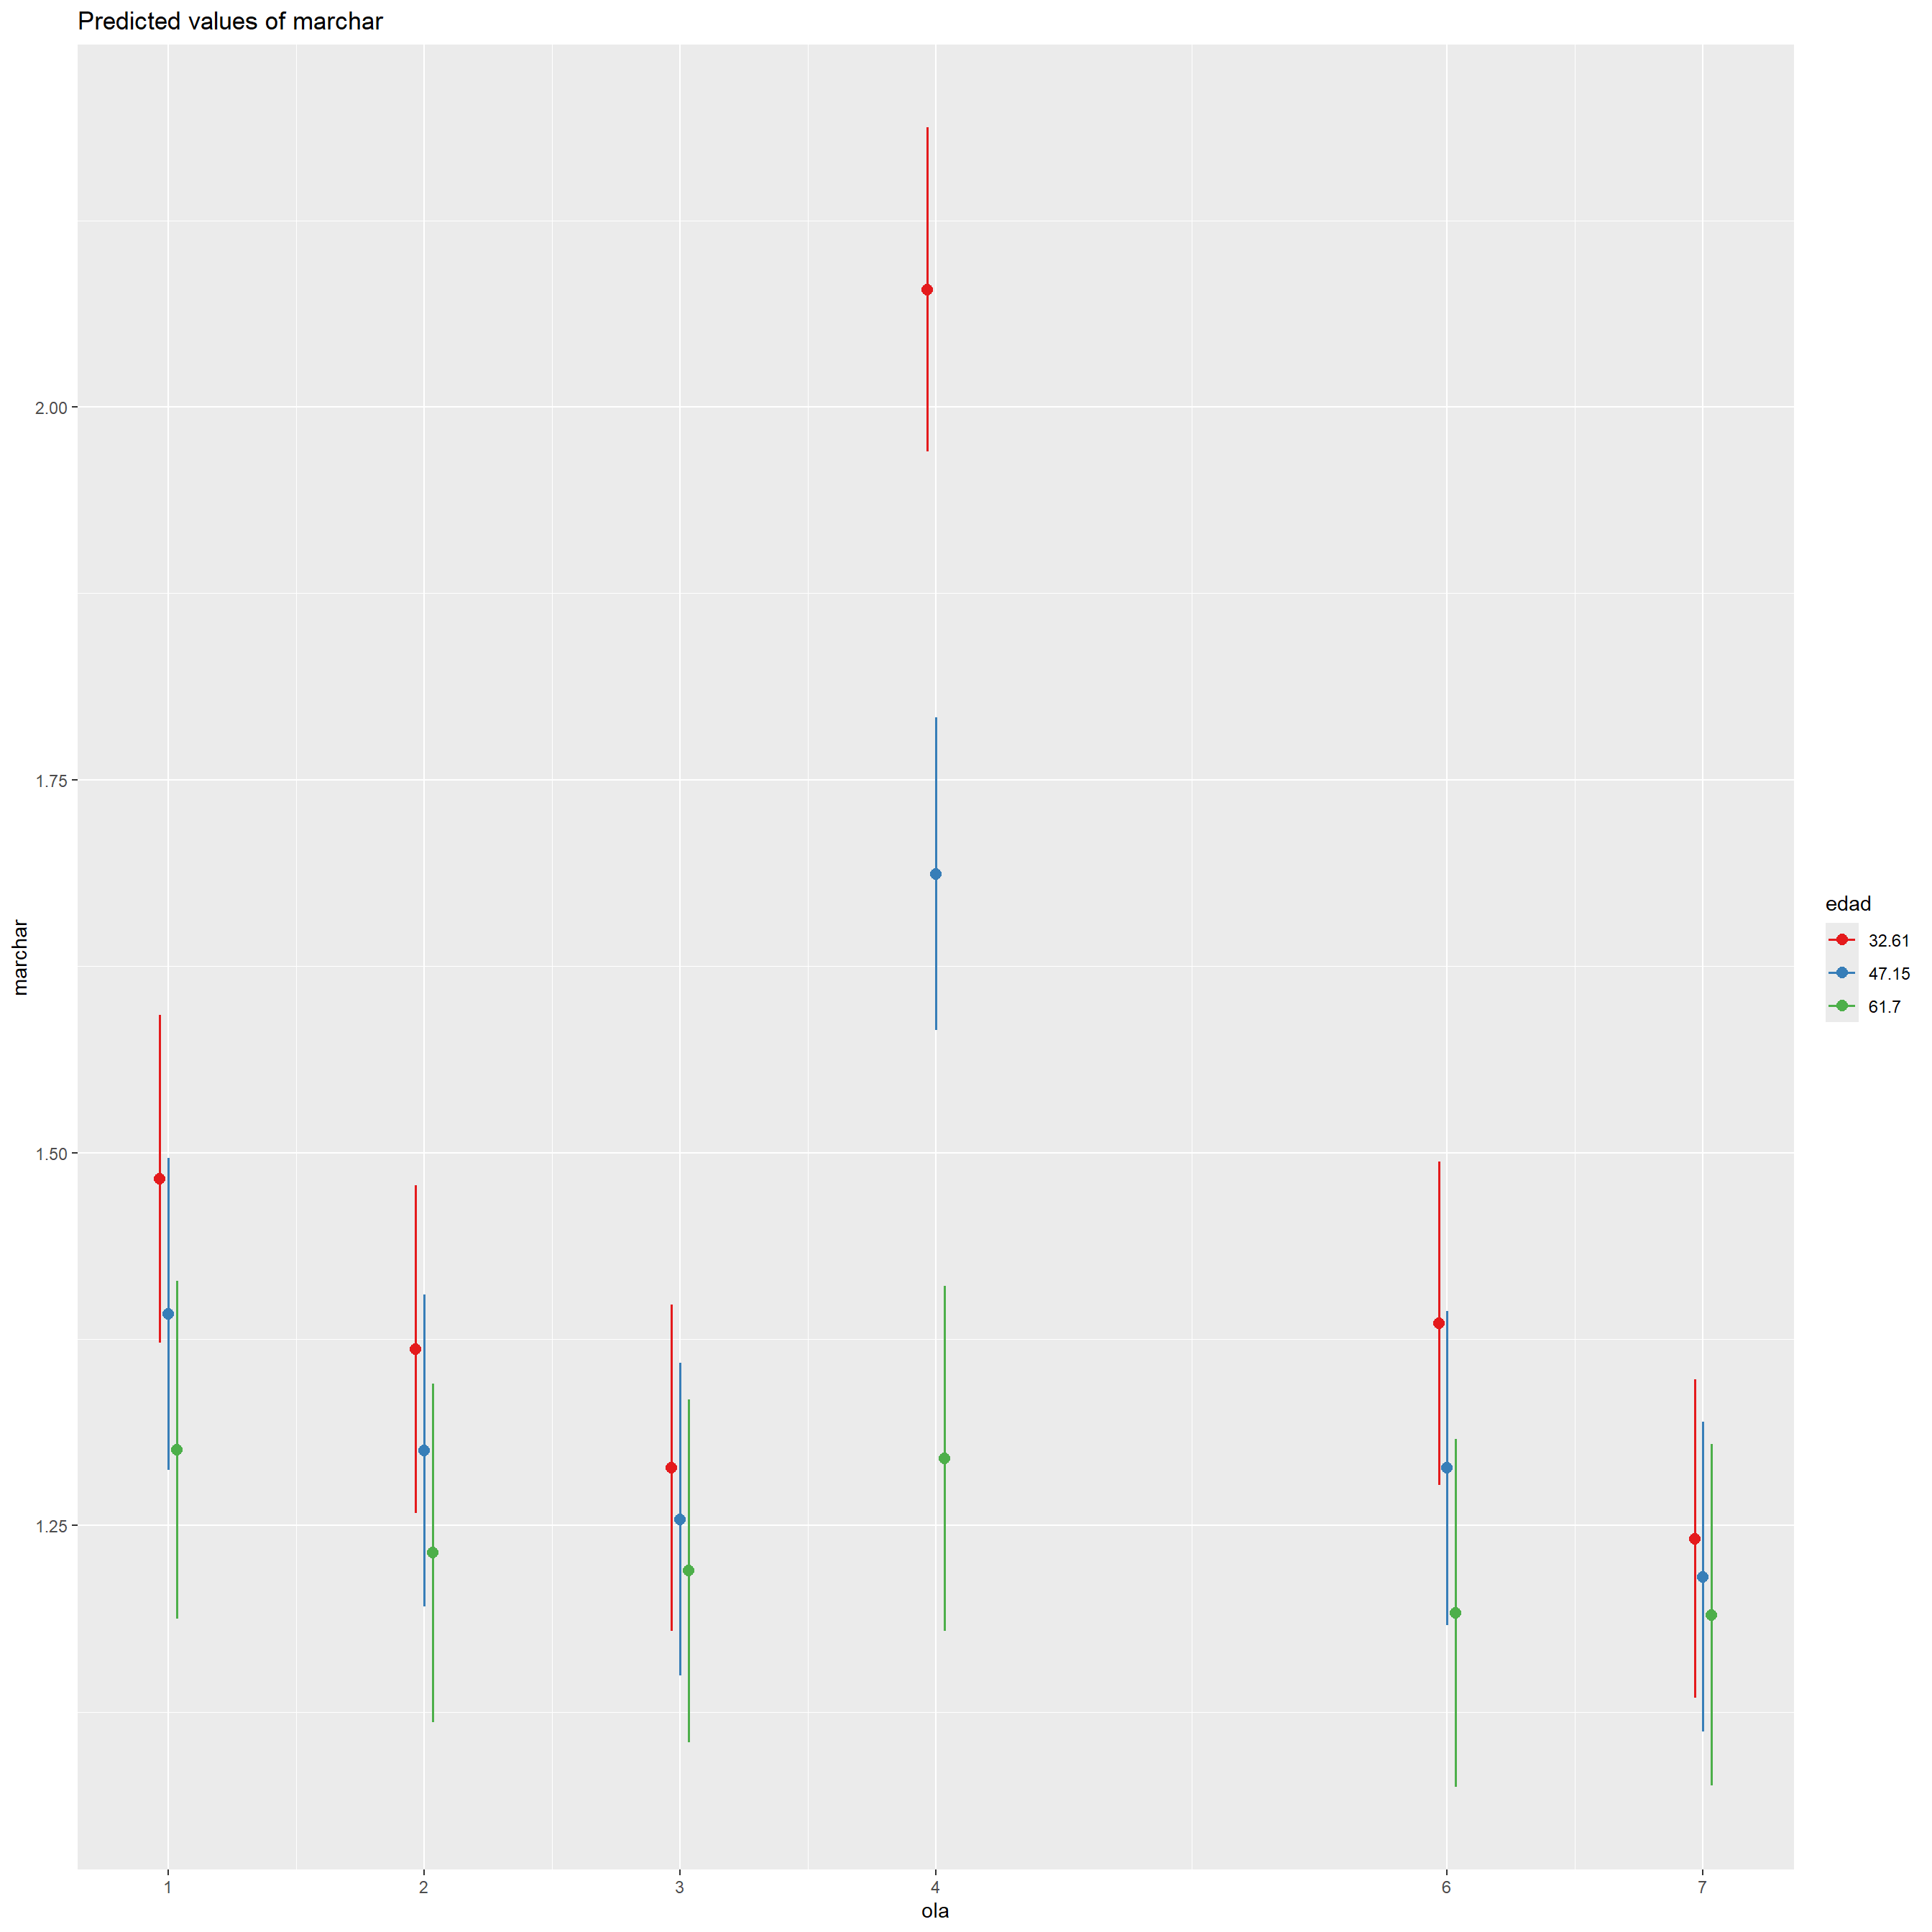 Predicted values of marchar
marchar
2.00
1.75
1.50
1.25
1 2 3 4 6 7
ola
edad
32.61
47.15
61.7